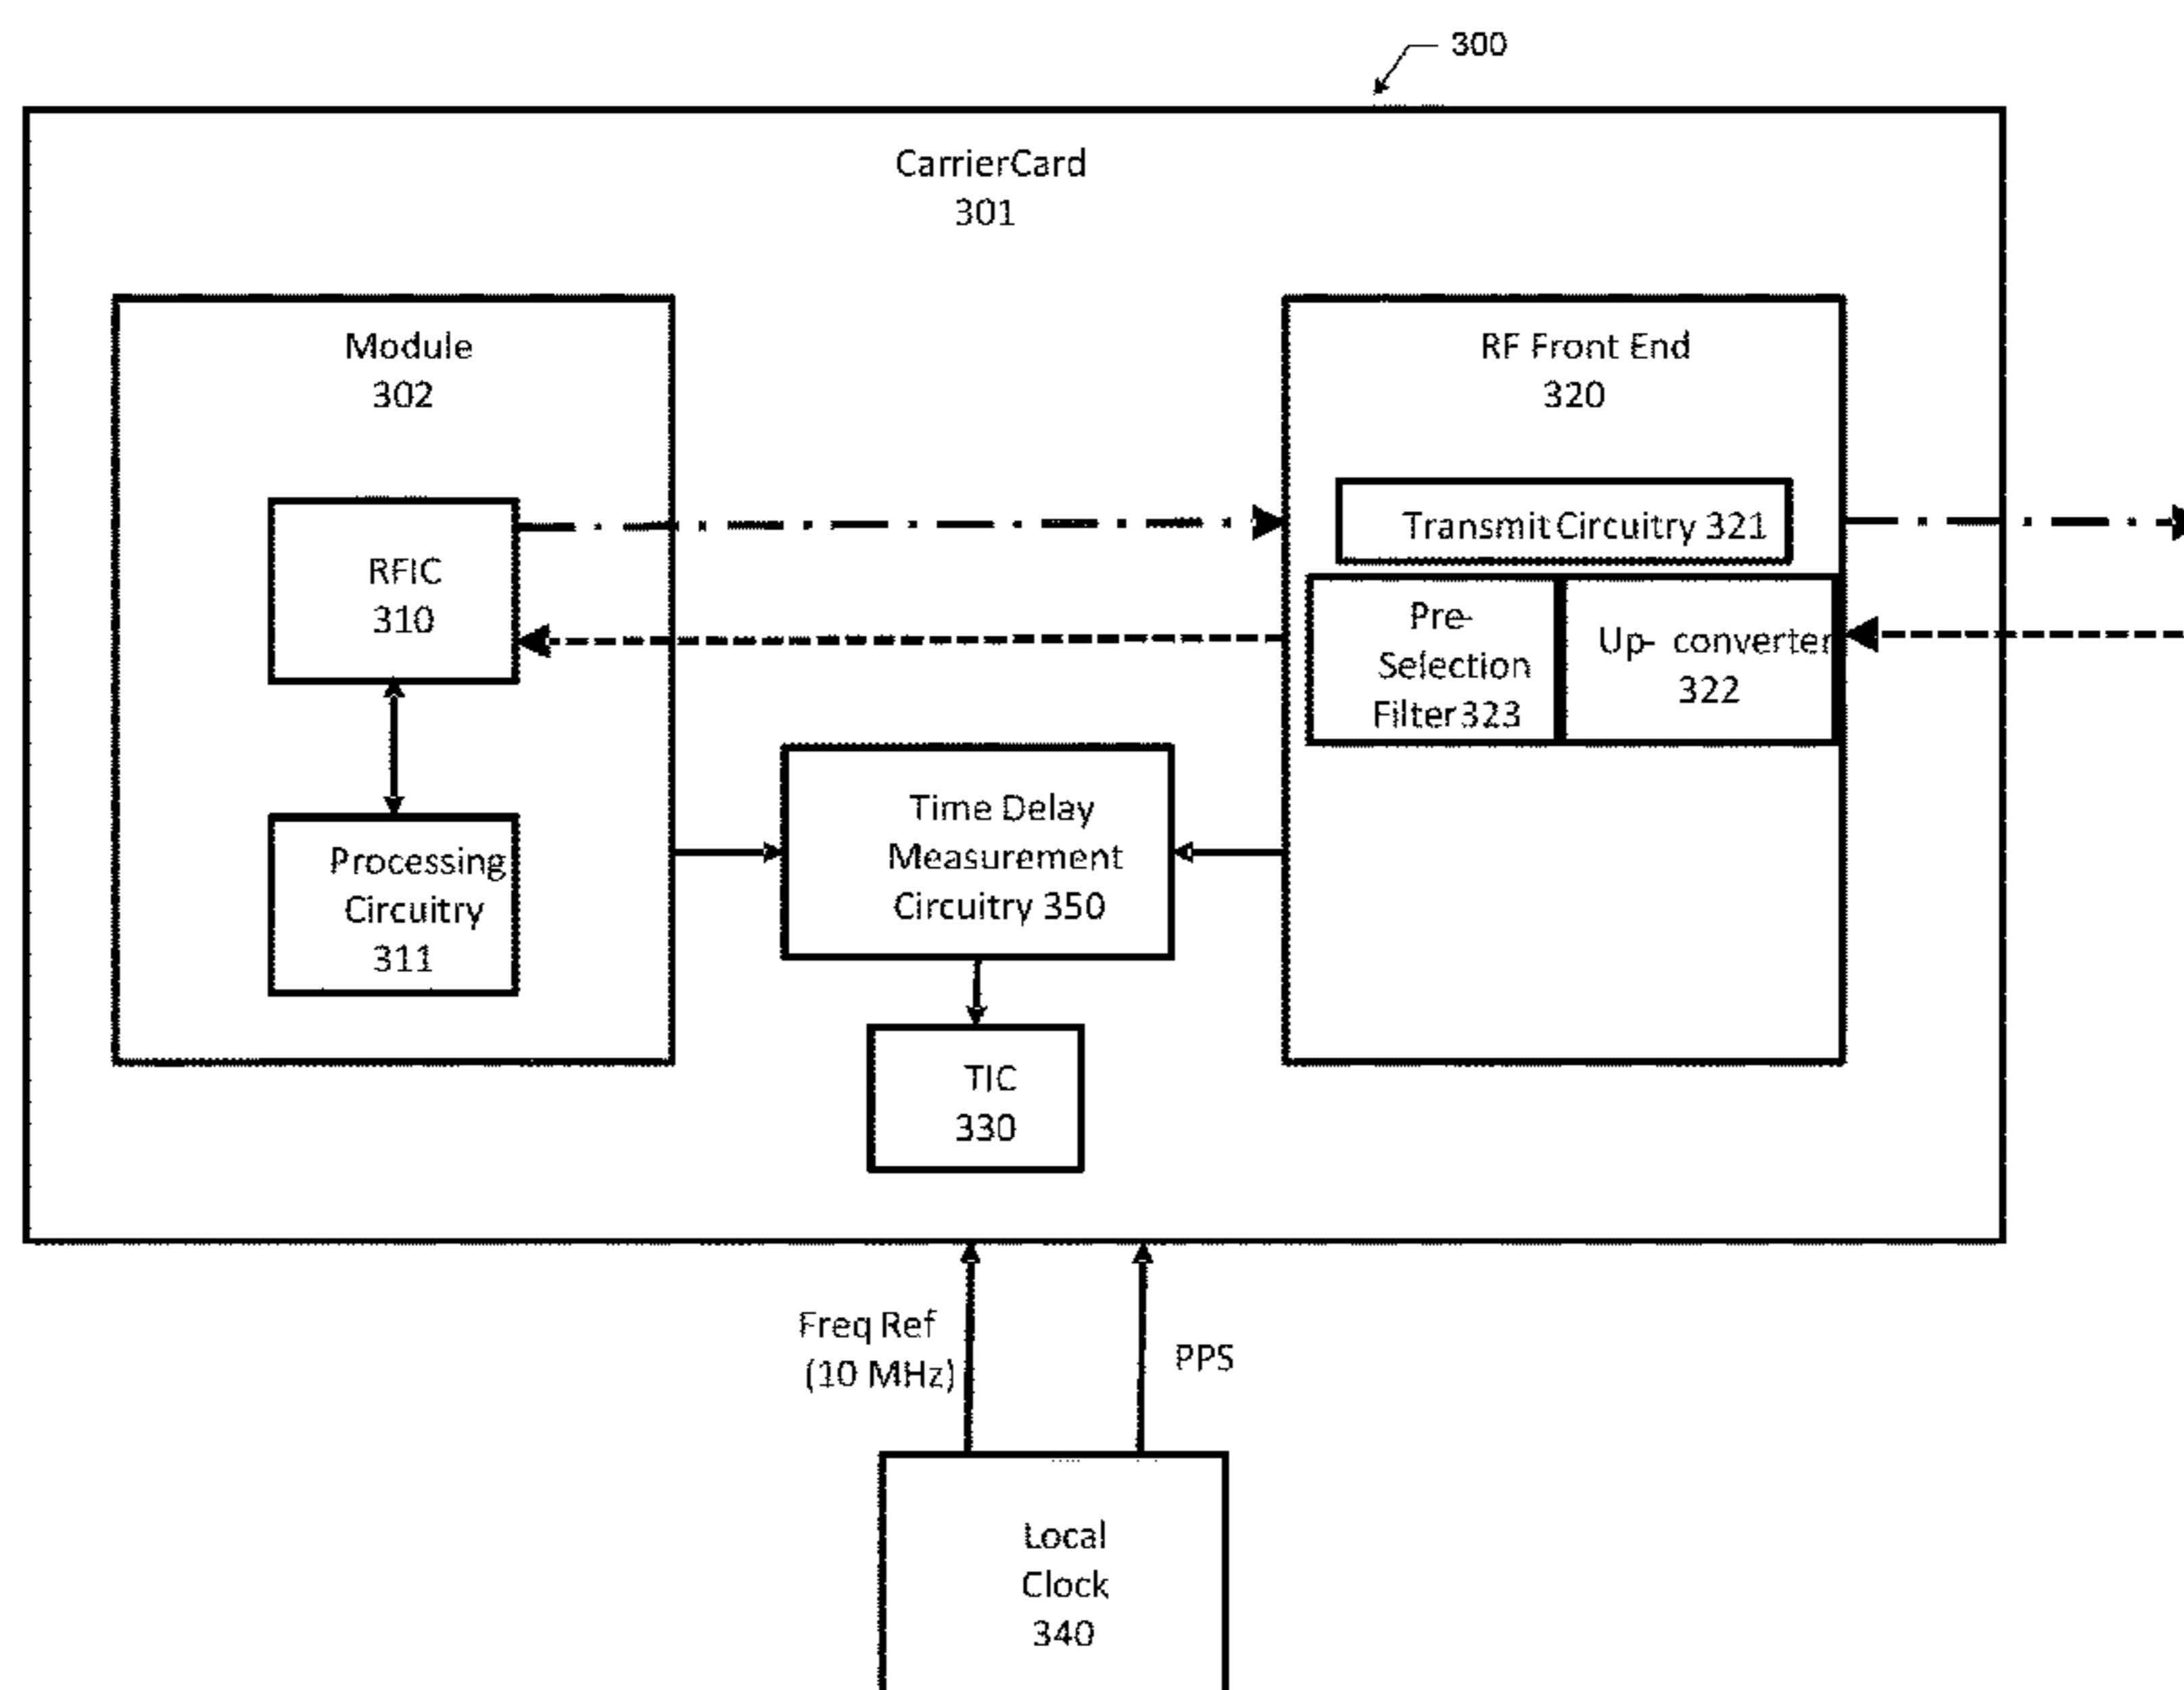 300
CarrierCard
301
Module
302
RF Front End
320
Transmit Circuitry 321
RFIC
310
Pre-
Selection
Filter 323
Up- converter
322
Time Delay
Measurement
Circuitry 350
Processing
Circuitry
311
TIC
330
Freq Ref
(10 MHz)
PPS
Local
Clock
340